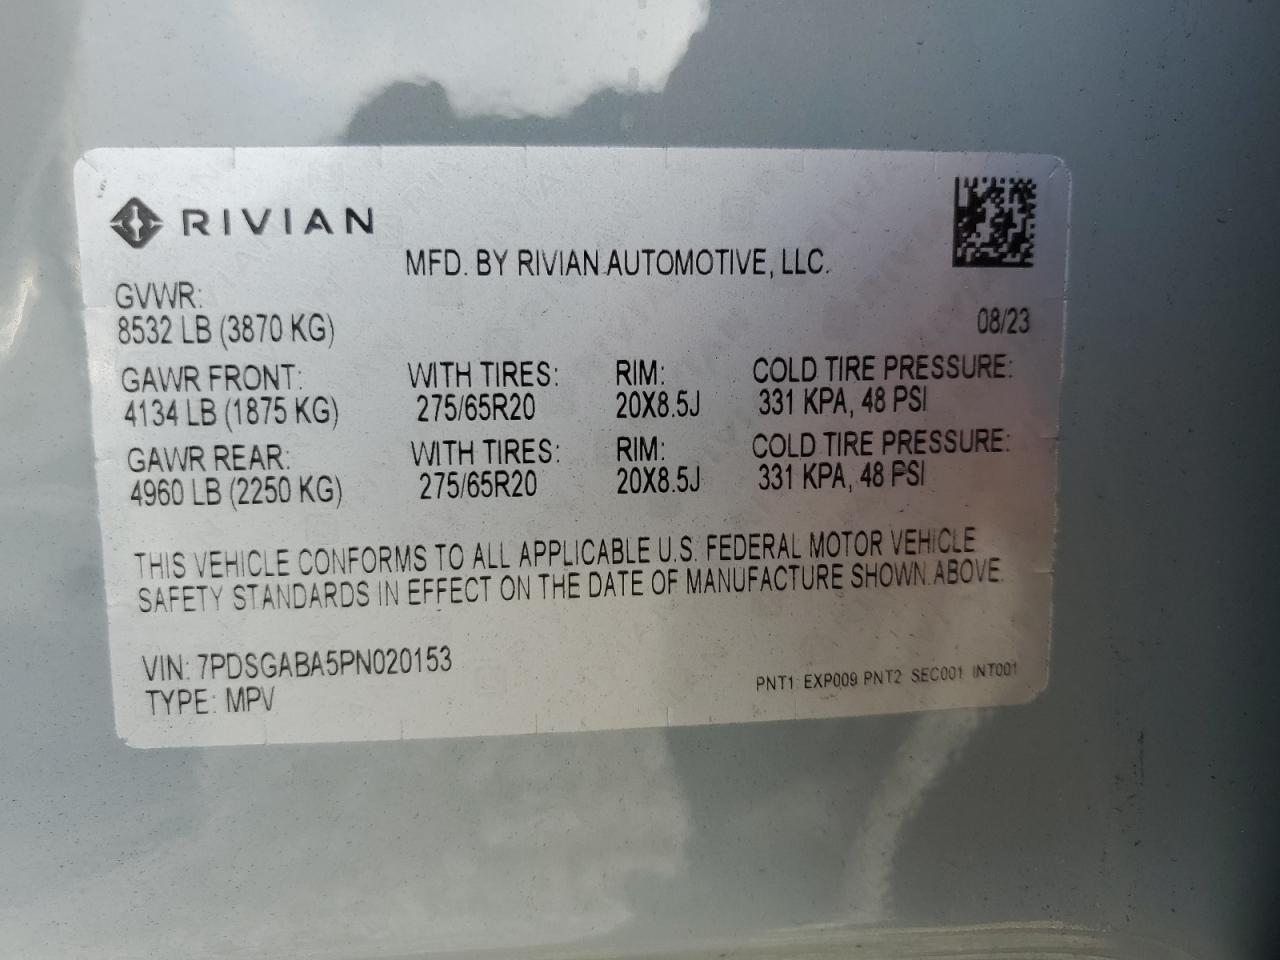 RIVIAN
MFD. BY RIVIAN AUTOMOTIVE, LLC.
GVWR:
8532 LB (3870 KG) 08/23
GAWR FRONT: WITH TIRES: RIM: COLD TIRE PRESSURE:
4134 LB (1875 KG) 275/65R20 20X8.5J 331 KPA, 48 PSI
GAWR REAR: WITH TIRES: RIM: COLD TIRE PRESSURE:
4960 LB (2250 KG) 275/65R20 20X8.5J 331 KPA, 48 PSI
THIS VEHICLE CONFORMS TO ALL APPLICABLE U.S. FEDERAL MOTOR VEHICLE
SAFETY STANDARDS IN EFFECT ON THE DATE OF MANUFACTURE SHOWN ABOVE.
VIN: 7PDSGABA5PN020153
TYPE: MPV PNT1: EXP009 PNT2: SEC001 INT001